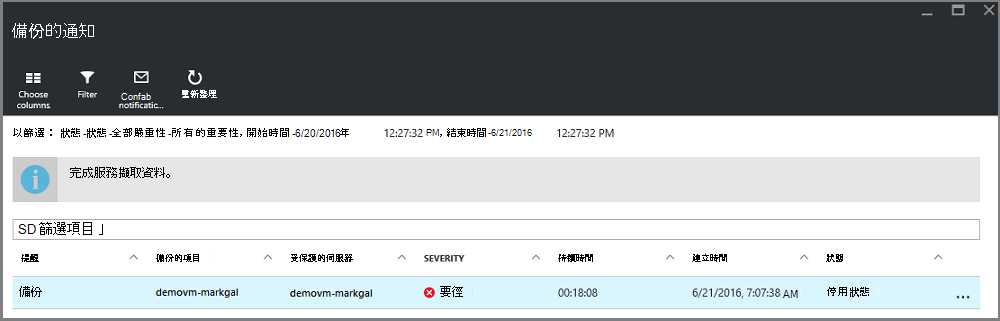 備份的通知
Choose columns
Filter
Confab notificatic...
重新整理
以篩選： 狀態 -狀態 -全部嚴重性 -所有的重要性, 開始時間 -6/20/2016年 12:27:32 PM, 結束時間 -6/21/2016 12:27:32 PM
完成服務擷取資料。
SD 篩選項目」
提醒 備份的項目 受保護的伺服器 SEVERITY 持續時間 建立時間 狀態
備份 demovm-markgal demovm-markgal 要徑 00:18:08 6/21/2016, 7:07:38 AM 停用狀態 ...